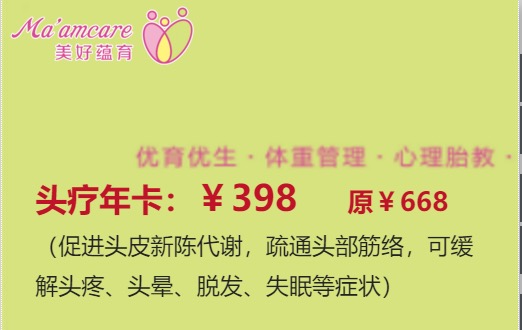 Ma'amcare
美好蕴育
优育优生·体重管理·心理胎教·
头疗年卡：￥398 原￥668
（促进头皮新陈代谢，疏通头部筋络，可缓
解头疼、头晕、脱发、失眠等症状）